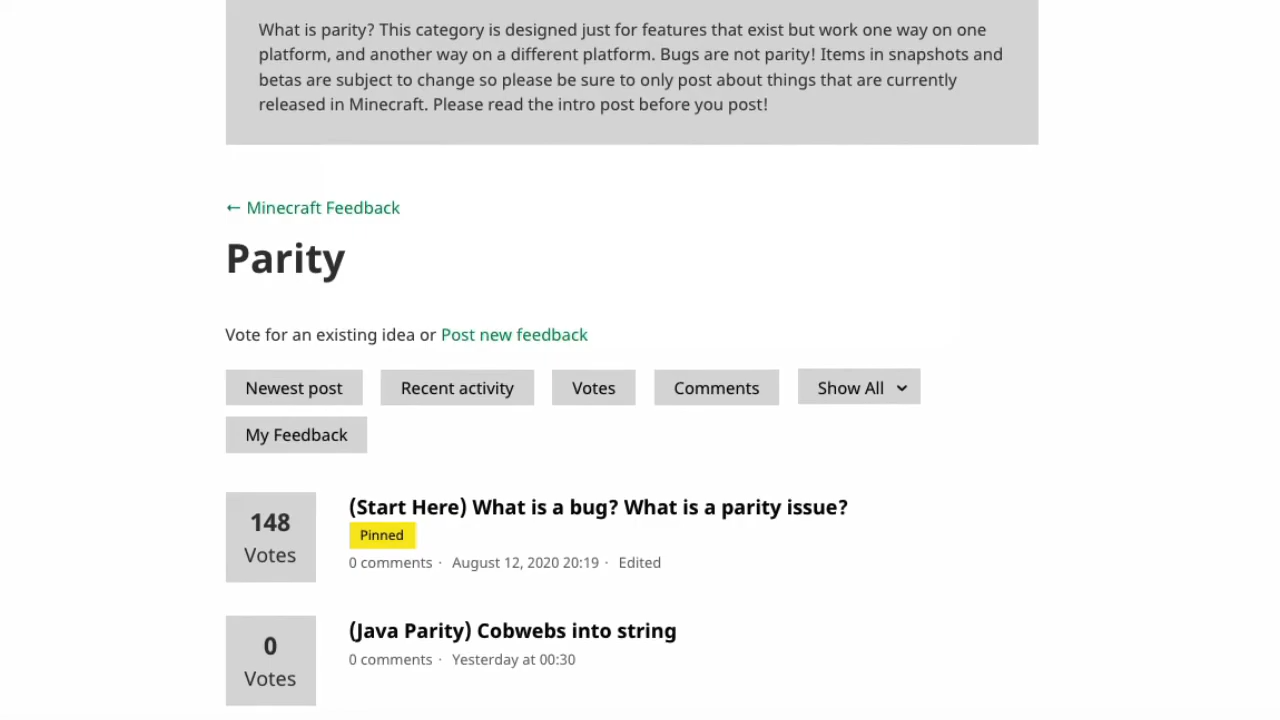 What is parity? This category is designed just for features that exist but work one way on one
platform, and another way on a different platform. Bugs are not parity! Items in snapshots and
betas are subject to change so please be sure to only post about things that are currently
released in Minecraft. Please read the intro post before you post!
← Minecraft Feedback
Parity
Vote for an existing idea or Post new feedback
Newest post Recent activity Votes Comments Show All
My Feedback
148
Votes
(Start Here) What is a bug? What is a parity issue?
Pinned
0 comments · August 12, 2020 20:19 · Edited
0
Votes
(Java Parity) Cobwebs into string
0 comments · Yesterday at 00:30